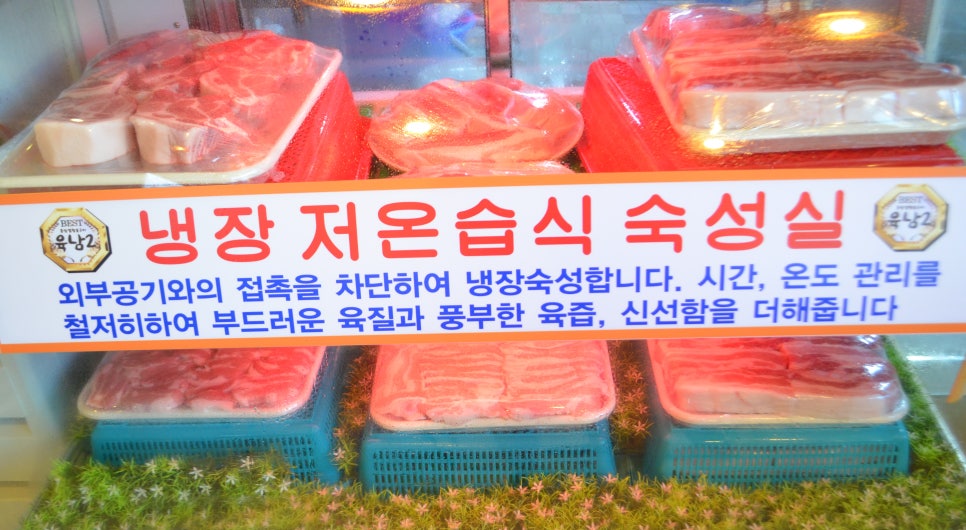 냉장 저온습식 숙성실
외부공기와의 접촉을 차단하여 냉장숙성합니다. 시간, 온도 관리를
철저히하여 부드러운 육질과 풍부한 육즙, 신선함을 더해줍니다
BEST
육남2
BEST
육남2